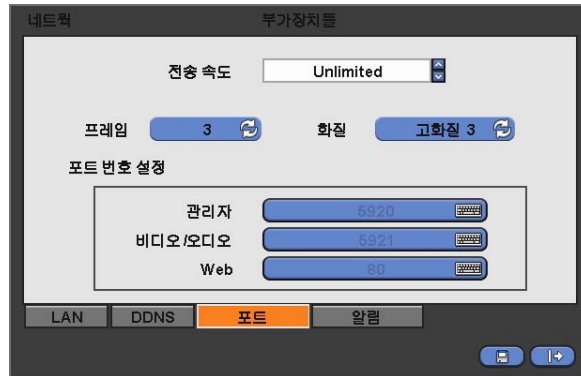 네트웍 부가장치들
전송 속도 Unlimited
프레임 3 화질 고화질 3
포트 번호 설정
관리자 5920
비디오/오디오 5921
Web 80
LAN DDNS 포트 알림